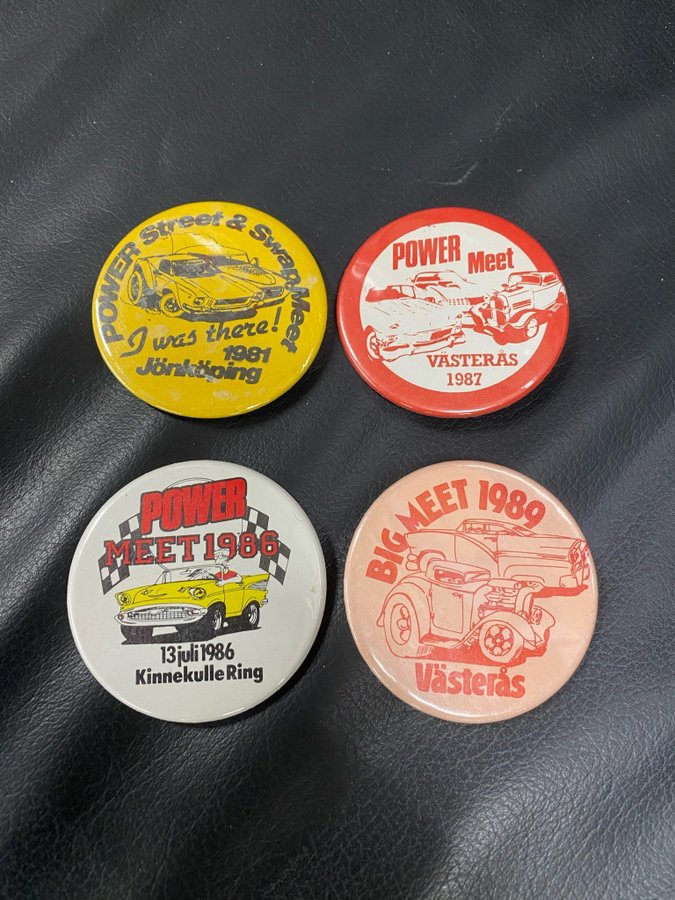 POWER Street & Swap Meet
I was there!
1981
Jönköping
POWER
Meet
VÄSTERÅS
1987
POWER
MEET 1986
13 juli 1986
Kinnekulle Ring
BIG MEET 1989
Västerås